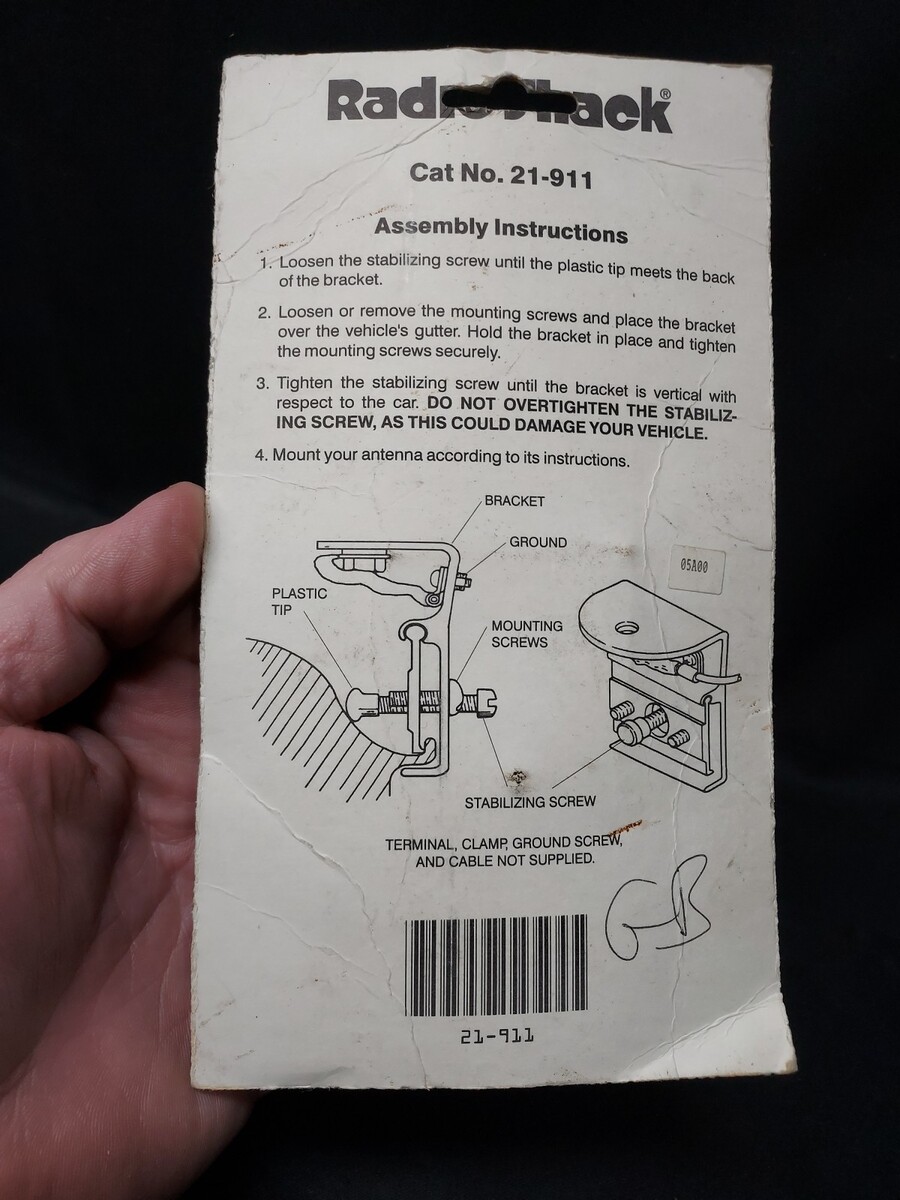 Radio Shack®
Cat No. 21-911
Assembly Instructions
1. Loosen the stabilizing screw until the plastic tip meets the back
of the bracket.
2. Loosen or remove the mounting screws and place the bracket
over the vehicle's gutter. Hold the bracket in place and tighten
the mounting screws securely.
3. Tighten the stabilizing screw until the bracket is vertical with
respect to the car. DO NOT OVERTIGHTEN THE STABILIZ-
ING SCREW, AS THIS COULD DAMAGE YOUR VEHICLE.
4. Mount your antenna according to its instructions.
BRACKET
GROUND
05A00
PLASTIC
TIP
MOUNTING
SCREWS
STABILIZING SCREW
TERMINAL, CLAMP, GROUND SCREW,
AND CABLE NOT SUPPLIED.
21-911